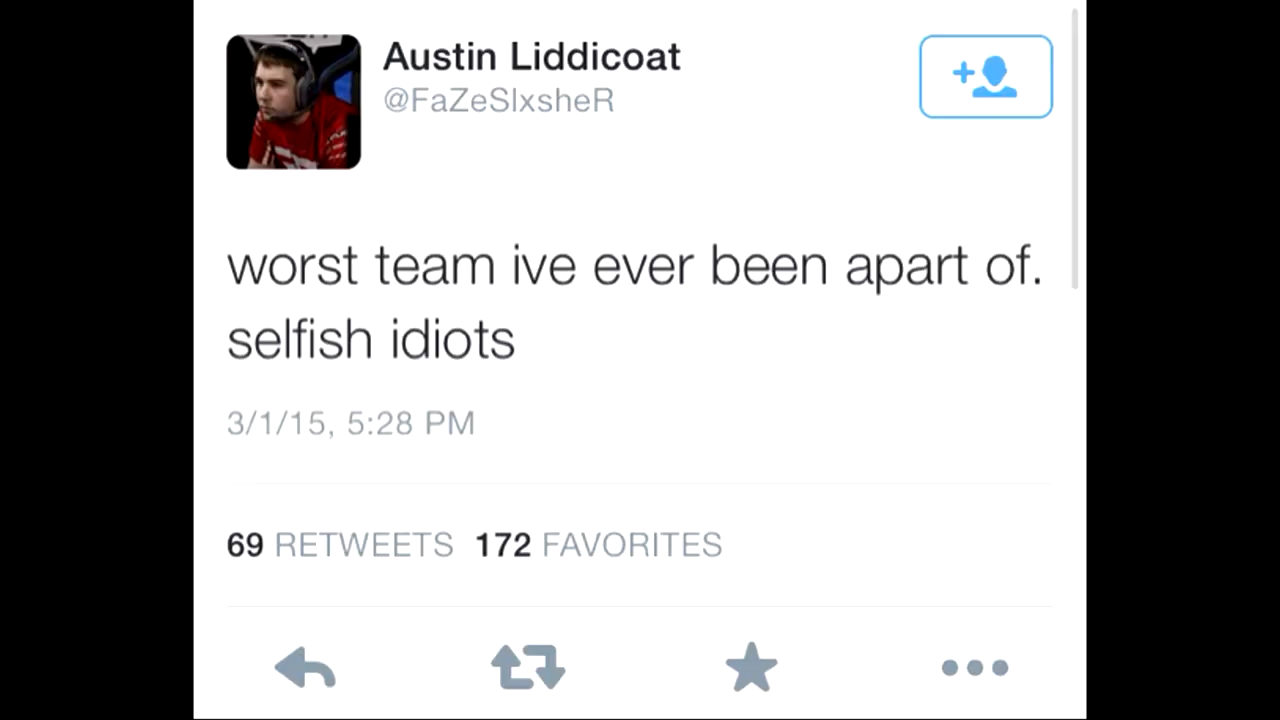 Austin Liddicoat
@FaZeSlxsheR
worst team ive ever been apart of.
selfish idiots
3/1/15, 5:28 PM
69 RETWEETS 172 FAVORITES